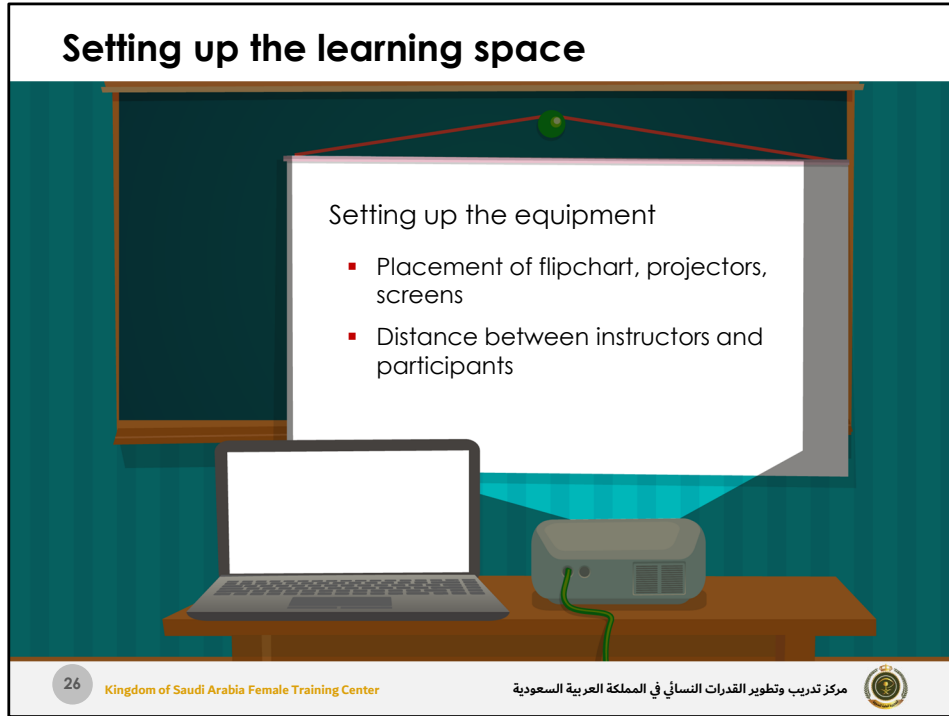 Setting up the learning space
Setting up the equipment
▪ Placement of flipchart, projectors,
screens
▪ Distance between instructors and
participants
26
Kingdom of Saudi Arabia Female Training Center
مركز تدريب وتطوير القدرات النسائي في المملكة العربية السعودية